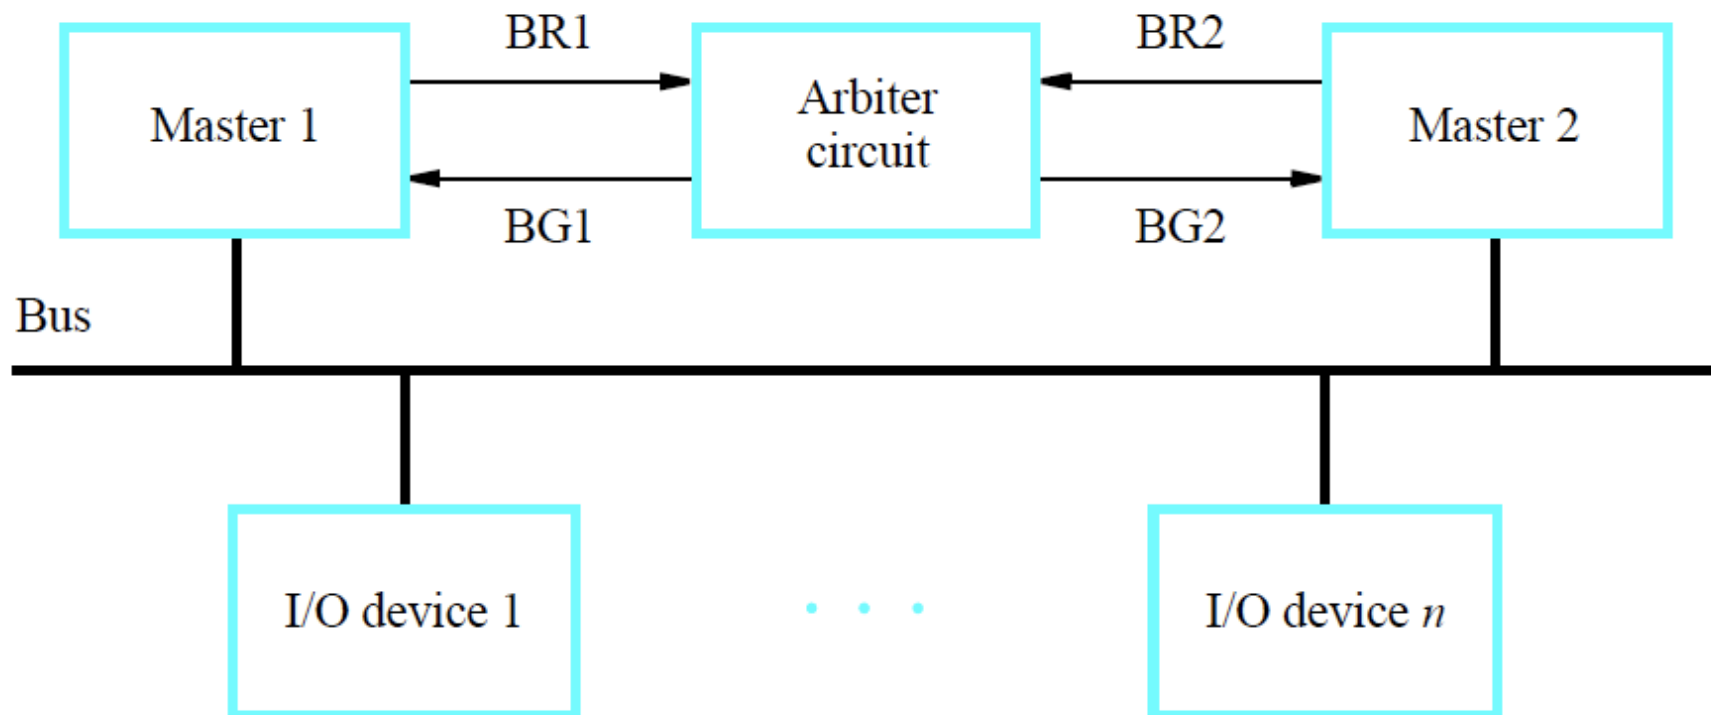 BR1
BR2
Master 1
Arbiter
circuit
Master 2
BG1
BG2
Bus
I/O device 1
. . .
I/O device n